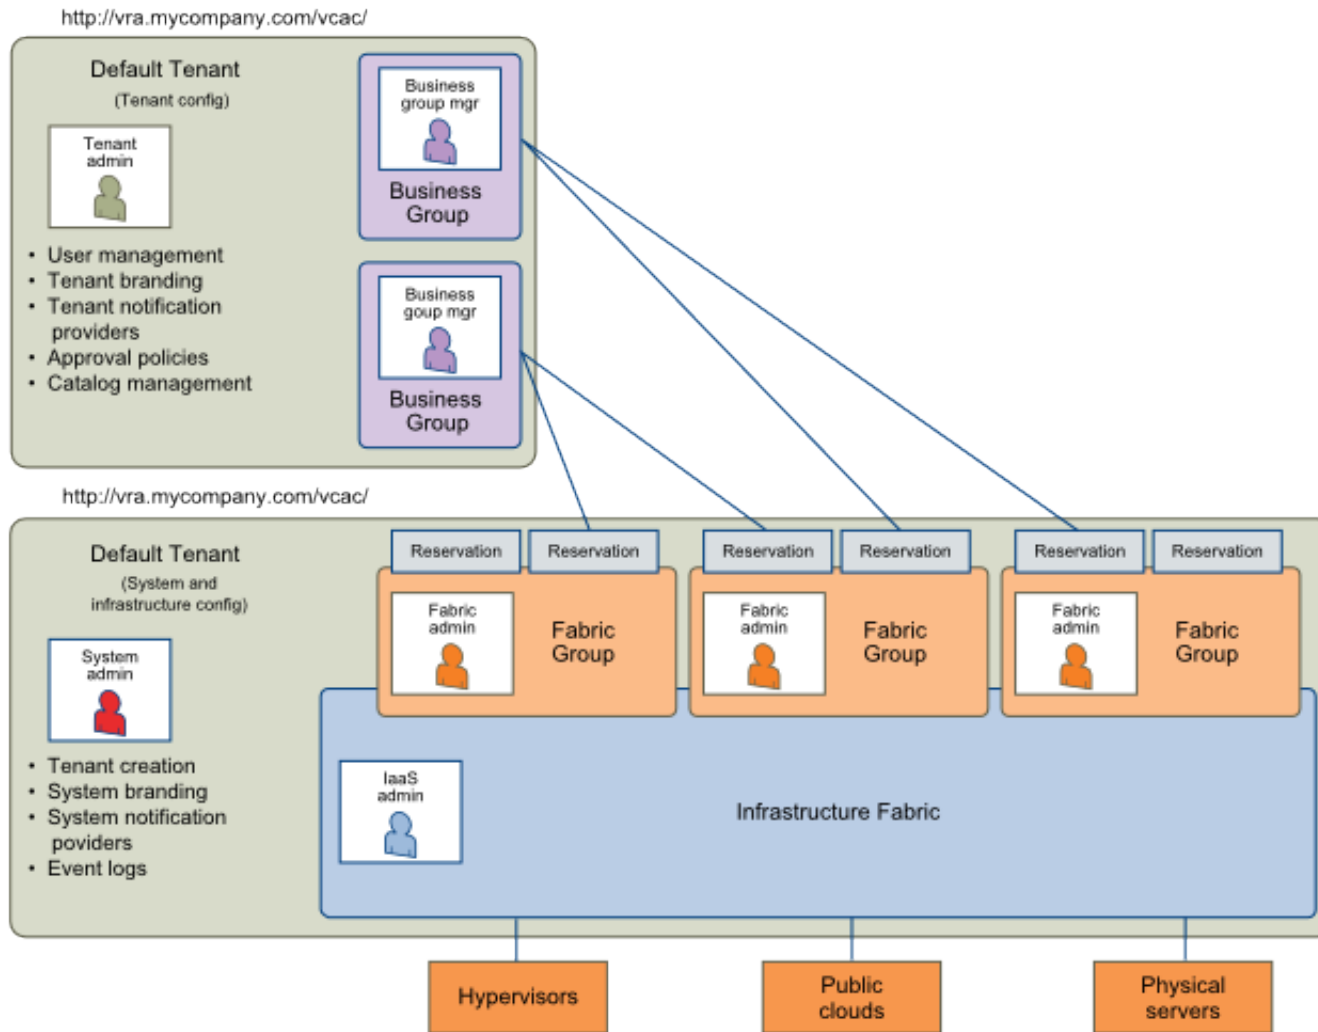 http://vra.mycompany.com/vcac/
Default Tenant
(Tenant config)
Tenant
admin
• User management
• Tenant branding
• Tenant notification
providers
• Approval policies
• Catalog management
Business
group mgr
Business
Group
Business
goup mgr
Business
Group
http://vra.mycompany.com/vcac/
Default Tenant
(System and
infrastructure config)
System
admin
• Tenant creation
• System branding
• System notification
poviders
• Event logs
Reservation
Reservation
Reservation
Reservation
Reservation
Reservation
Fabric
admin
Fabric
Group
Fabric
admin
Fabric
Group
Fabric
admin
Fabric
Group
IaaS
admin
Infrastructure Fabric
Hypervisors
Public
clouds
Physical
servers